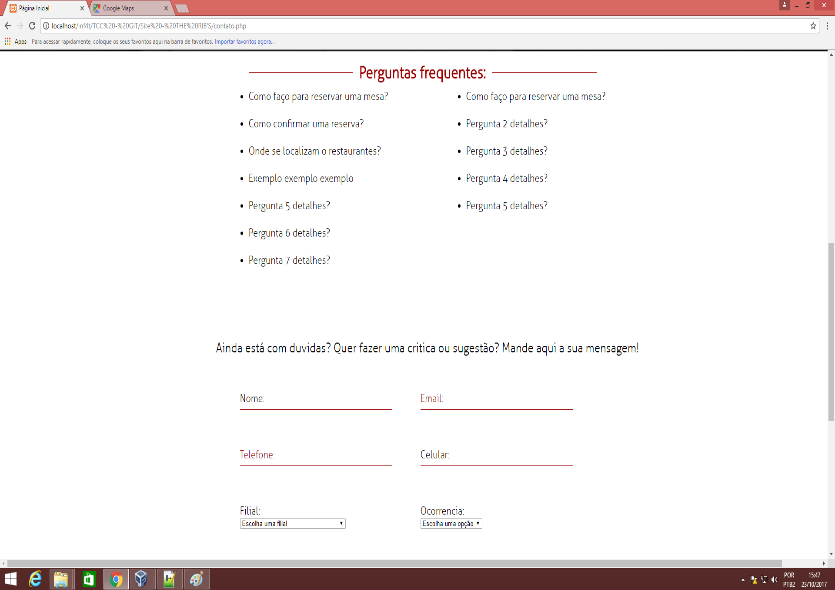 Página Inicial
Google Maps
localhost/inf4t/TCC%20-%20GIT/Site%20-%20THE%20RIB'S/contato.php
Apps Para acessar rapidamente, coloque os seus favoritos aqui na barra de favoritos. Importar favoritos agora...
Perguntas frequentes:
• Como faço para reservar uma mesa?
• Como confirmar uma reserva?
• Onde se localizam o restaurantes?
• Exemplo exemplo exemplo
• Pergunta 5 detalhes?
• Pergunta 6 detalhes?
• Pergunta 7 detalhes?
• Como faço para reservar uma mesa?
• Pergunta 2 detalhes?
• Pergunta 3 detalhes?
• Pergunta 4 detalhes?
• Pergunta 5 detalhes?
Ainda está com duvidas? Quer fazer uma critica ou sugestão? Mande aqui a sua mensagem!
Nome:
Email:
Telefone:
Celular:
Filial:
Escolha uma filial
Ocorrencia:
Escolha uma opção
POR 15:47
PTB2 23/10/2017